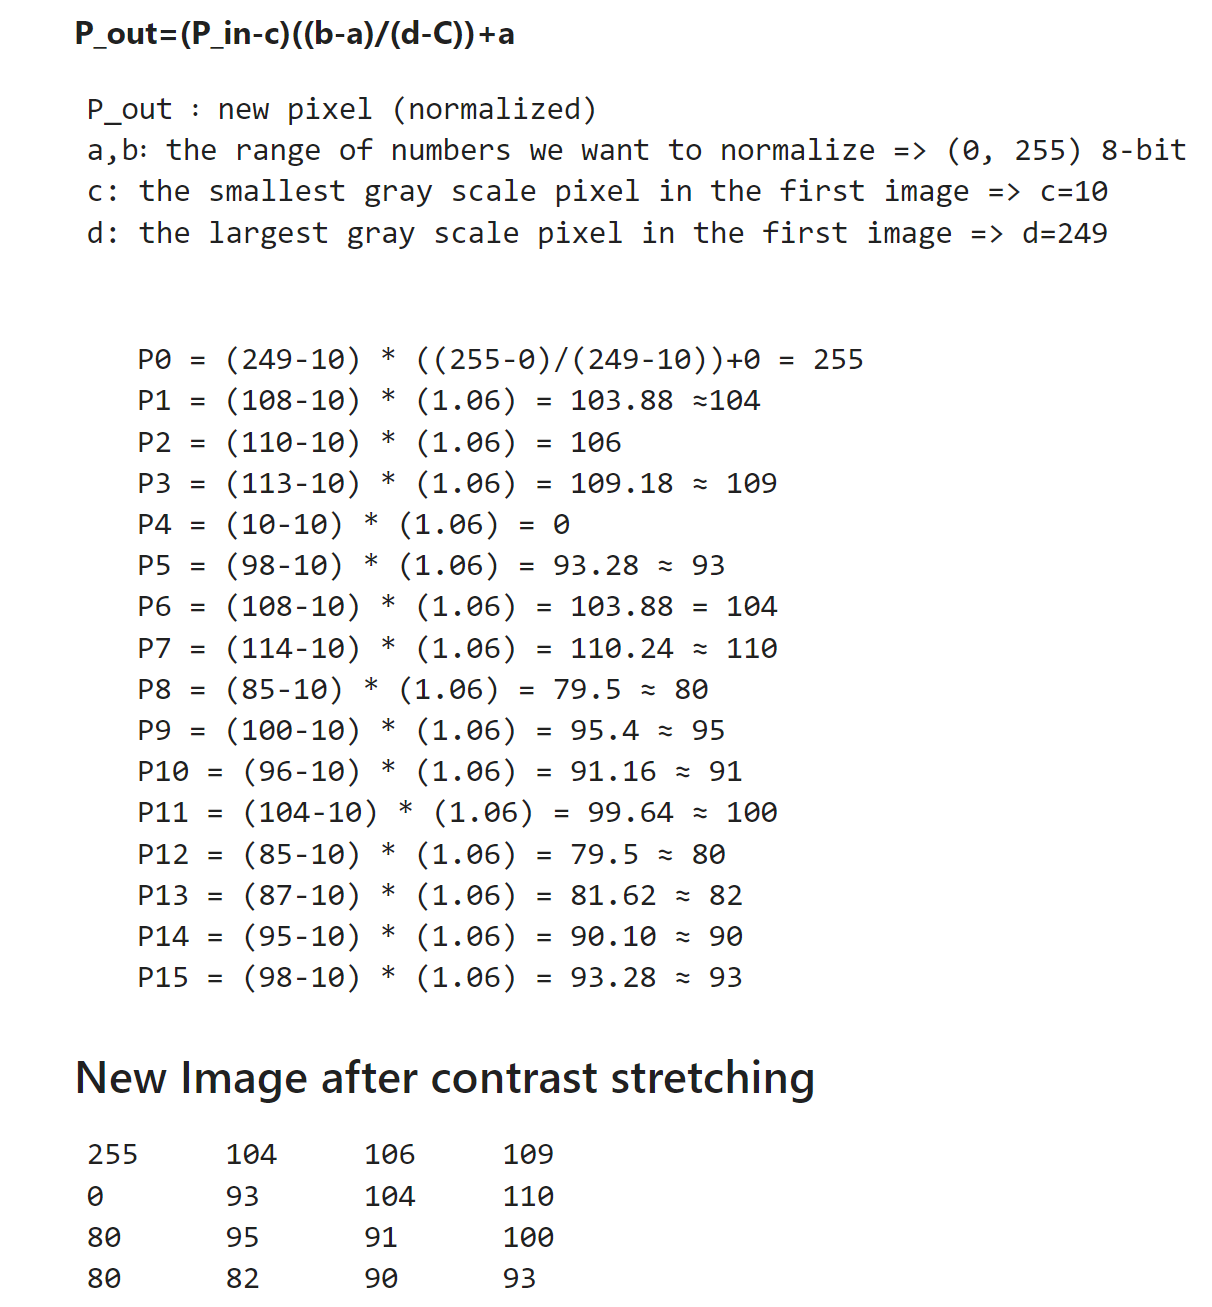 P_out=(P_in-c)((b-a)/(d-C))+a
P_out : new pixel (normalized)
a,b: the range of numbers we want to normalize => (0, 255) 8-bit
c: the smallest gray scale pixel in the first image => c=10
d: the largest gray scale pixel in the first image => d=249
P0 = (249-10) * ((255-0)/(249-10))+0 = 255
P1 = (108-10) * (1.06) = 103.88 ≈104
P2 = (110-10) * (1.06) = 106
P3 = (113-10) * (1.06) = 109.18 ≈ 109
P4 = (10-10) * (1.06) = 0
P5 = (98-10) * (1.06) = 93.28 ≈ 93
P6 = (108-10) * (1.06) = 103.88 = 104
P7 = (114-10) * (1.06) = 110.24 ≈ 110
P8 = (85-10) * (1.06) = 79.5 ≈ 80
P9 = (100-10) * (1.06) = 95.4 ≈ 95
P10 = (96-10) * (1.06) = 91.16 ≈ 91
P11 = (104-10) * (1.06) = 99.64 ≈ 100
P12 = (85-10) * (1.06) = 79.5 ≈ 80
P13 = (87-10) * (1.06) = 81.62 ≈ 82
P14 = (95-10) * (1.06) = 90.10 ≈ 90
P15 = (98-10) * (1.06) = 93.28 ≈ 93
New Image after contrast stretching
255 104 106 109
0 93 104 110
80 95 91 100
80 82 90 93